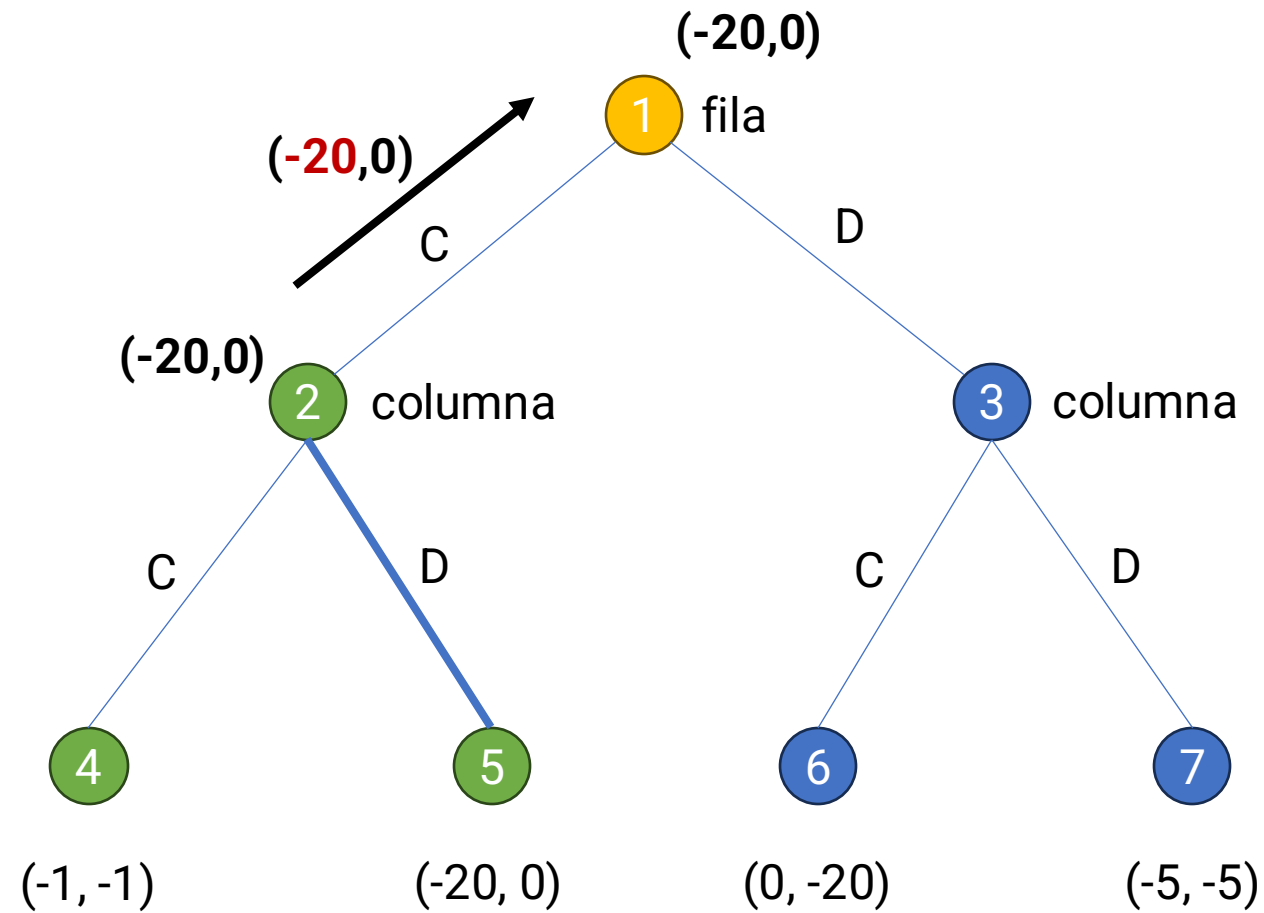 (-20,0)
1 fila
(-20,0)
C D
(-20,0)
2 columna 3 columna
C D C D
4 5 6 7
(-1, -1) (-20, 0) (0, -20) (-5, -5)